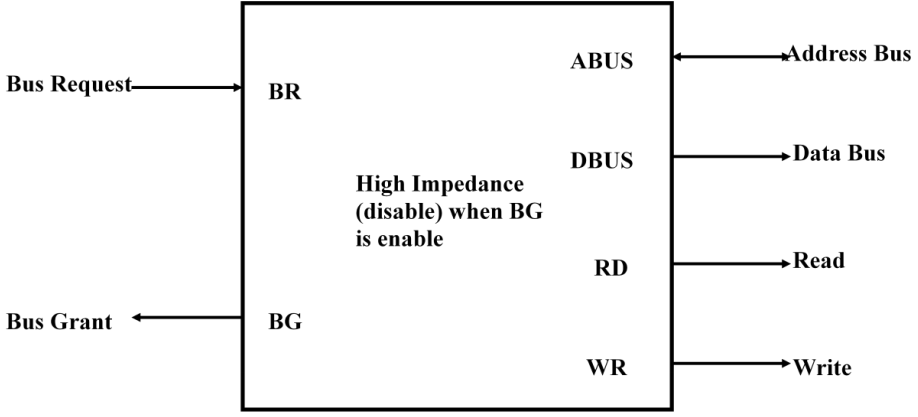 Bus Request
BR
ABUS
Address Bus
DBUS
Data Bus
High Impedance
(disable) when BG
is enable
RD
Read
Bus Grant
BG
WR
Write